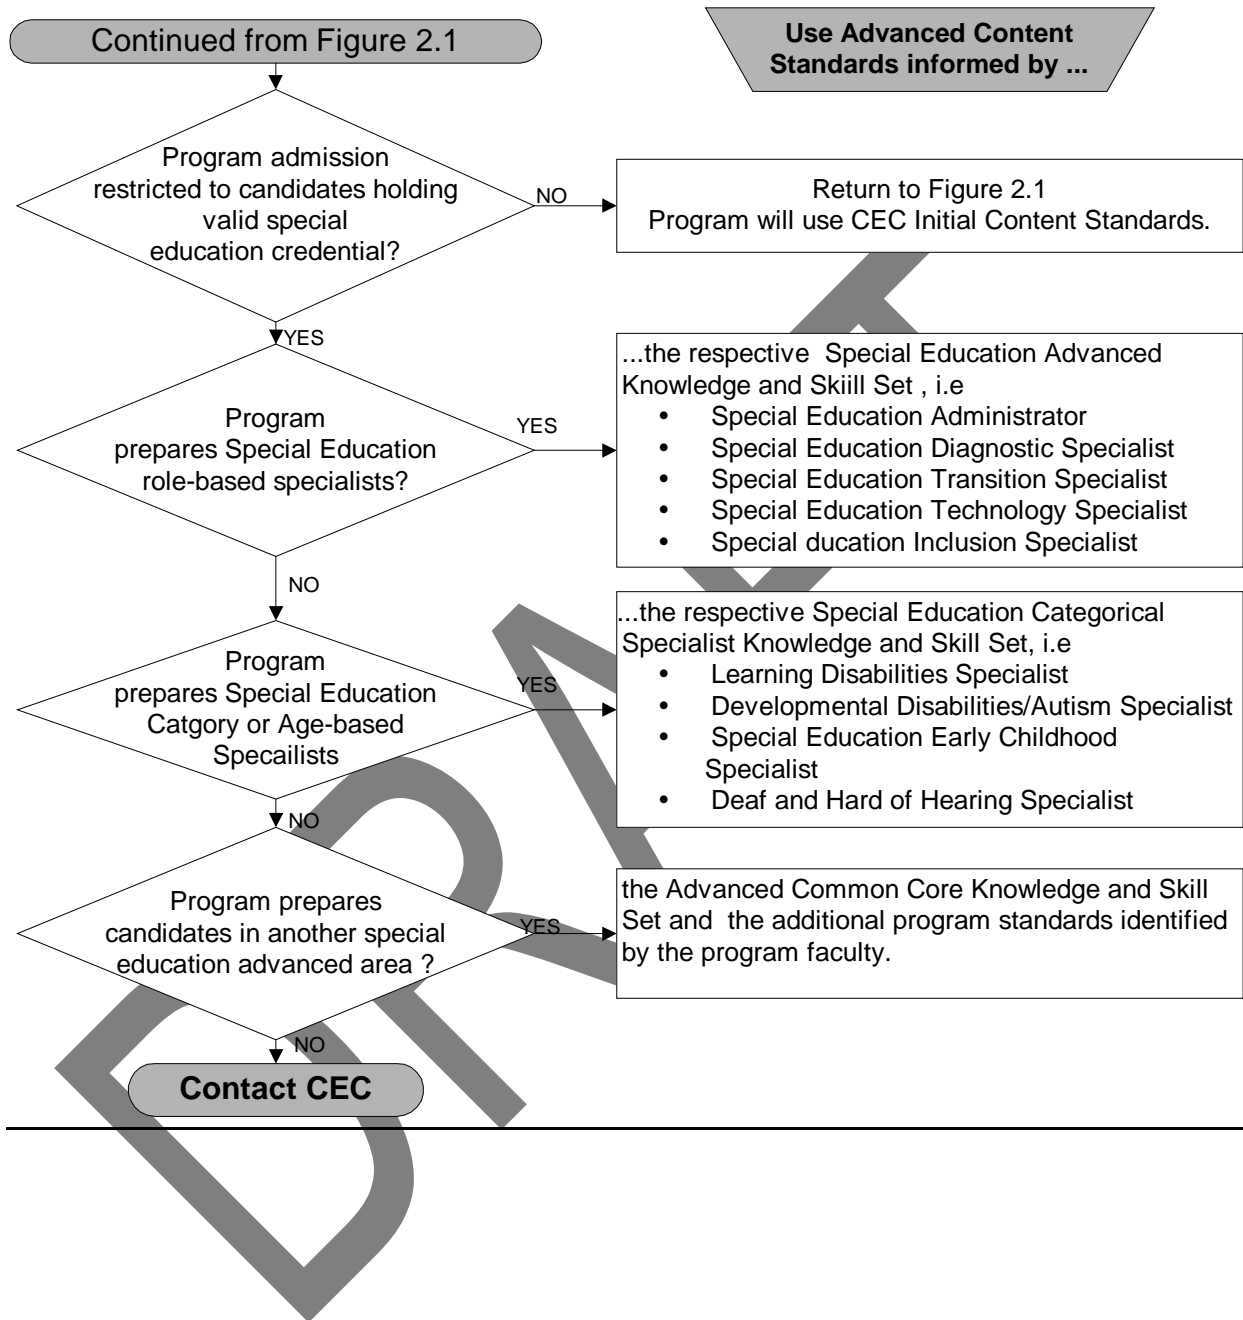 Continued from Figure 2.1
Use Advanced Content
Standards informed by ...
Program admission
restricted to candidates holding
valid special
education credential?
NO
Return to Figure 2.1
Program will use CEC Initial Content Standards.
YES
Program
prepares Special Education
role-based specialists?
YES
...the respective Special Education Advanced
Knowledge and Skiill Set , i.e
• Special Education Administrator
• Special Education Diagnostic Specialist
• Special Education Transition Specialist
• Special Education Technology Specialist
• Special ducation Inclusion Specialist
NO
Program
prepares Special Education
Catgory or Age-based
Specailists
YES
...the respective Special Education Categorical
Specialist Knowledge and Skill Set, i.e
• Learning Disabilities Specialist
• Developmental Disabilities/Autism Specialist
• Special Education Early Childhood
Specialist
• Deaf and Hard of Hearing Specialist
NO
Program prepares
candidates in another special
education advanced area ?
YES
the Advanced Common Core Knowledge and Skill
Set and the additional program standards identified
by the program faculty.
NO
Contact CEC
DRAFT